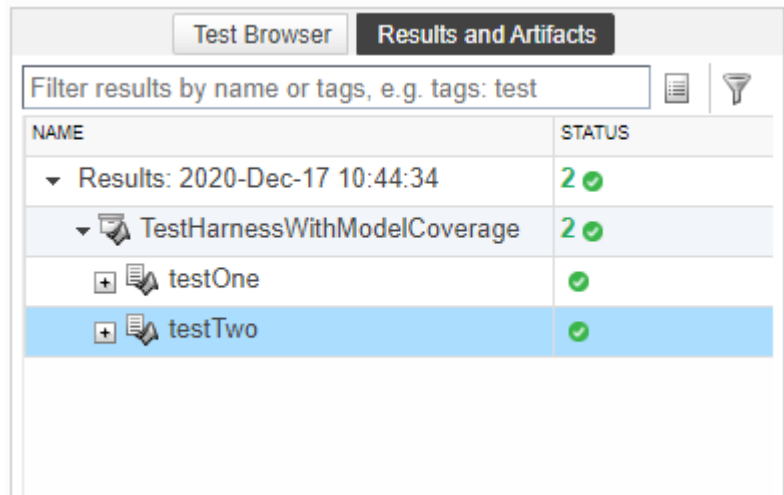 Test Browser Results and Artifacts
Filter results by name or tags, e.g. tags: test
NAME STATUS
Results: 2020-Dec-17 10:44:34 2
TestHarnessWithModelCoverage 2
testOne
testTwo